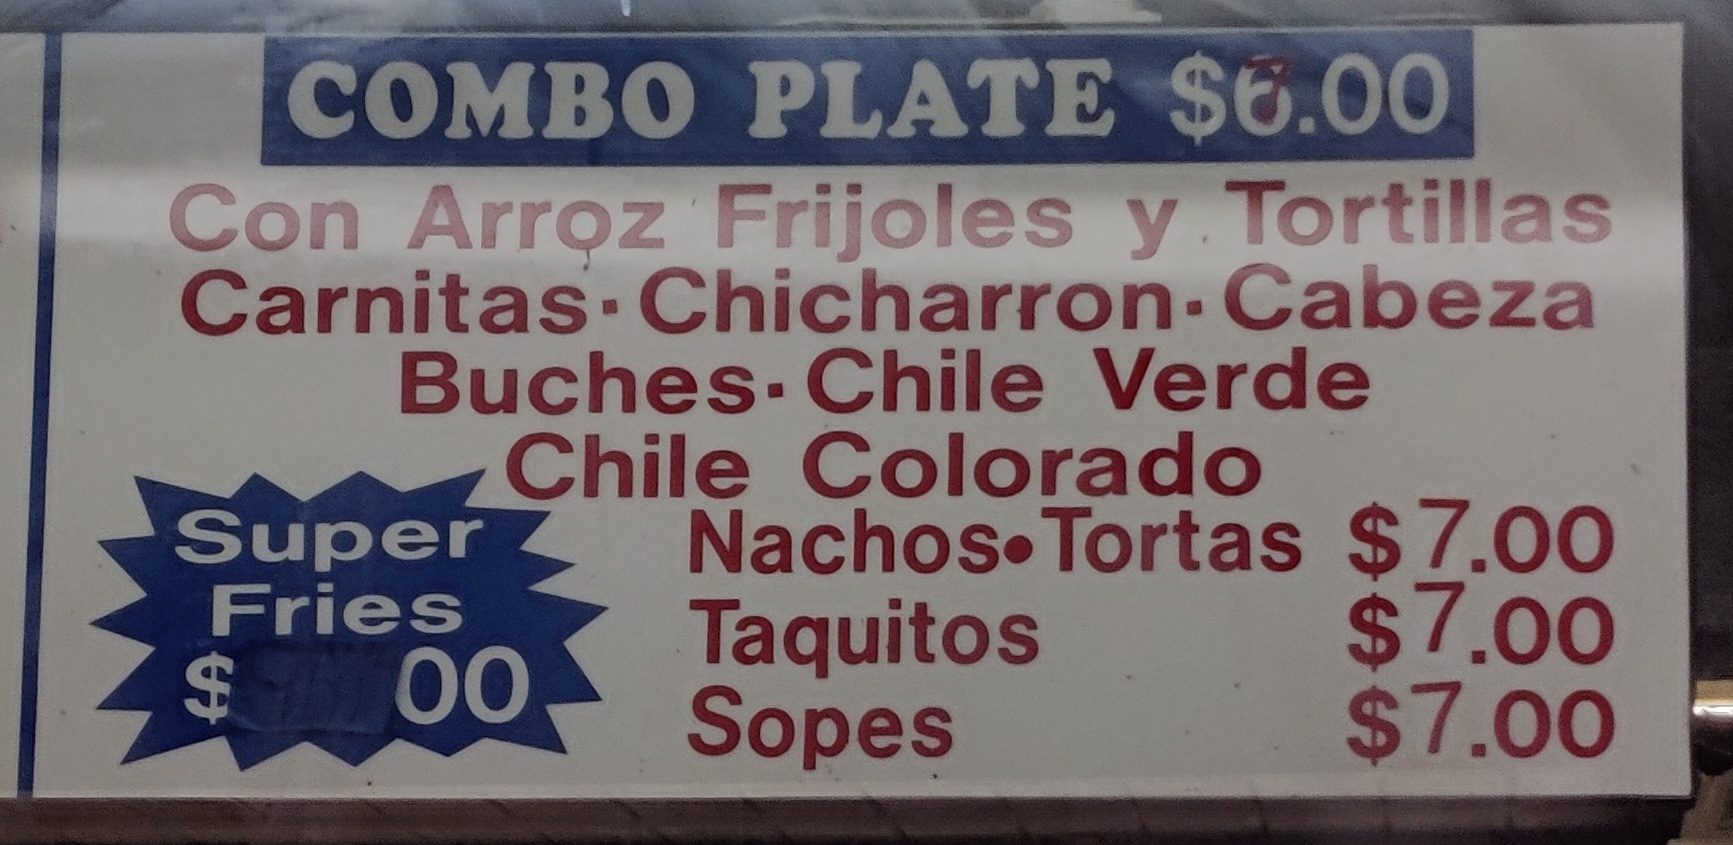 COMBO PLATE $6.00
Con Arroz Frijoles y Tortillas
Carnitas·Chicharron·Cabeza
Buches·Chile Verde
Chile Colorado
Nachos•Tortas $7.00
Taquitos $7.00
Sopes $7.00
Super
Fries
$ 00